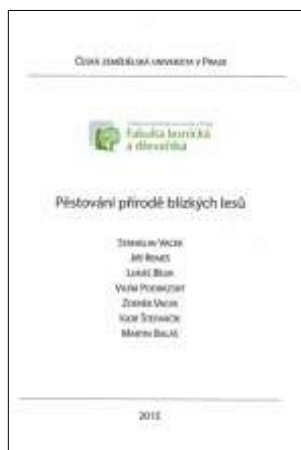 ČESKÁ ZEMĚDĚLSKÁ UNIVERZITA V PRAZE
Fakulta lesnická
a dřevařská
Pěstování přírodě blízkých lesů
STANISLAV VACEK
JIŘÍ REMEŠ
LUKÁŠ BÍLEK
VILÉM PODRÁZSKÝ
ZDENĚK VACEK
IGOR ŠTEFANČÍK
MARTIN BALÁŠ
2015